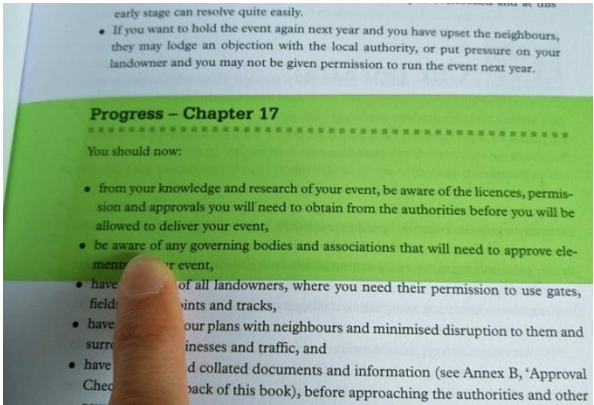 early stage can resolve quite easily.
• If you want to hold the event again next year and you have upset the neighbours,
they may lodge an objection with the local authority, or put pressure on your
landowner and you may not be given permission to run the event next year.
Progress – Chapter 17
You should now:
• from your knowledge and research of your event, be aware of the licences, permis-
sion and approvals you will need to obtain from the authorities before you will be
allowed to deliver your event,
• be aware of any governing bodies and associations that will need to approve ele-
event,
• have of all landowners, where you need their permission to use gates,
and tracks,
• have our plans with neighbours and minimised disruption to them and
and traffic, and
• have collated documents and information (see Annex B, ‘Approval
back of this book), before approaching the authorities and other